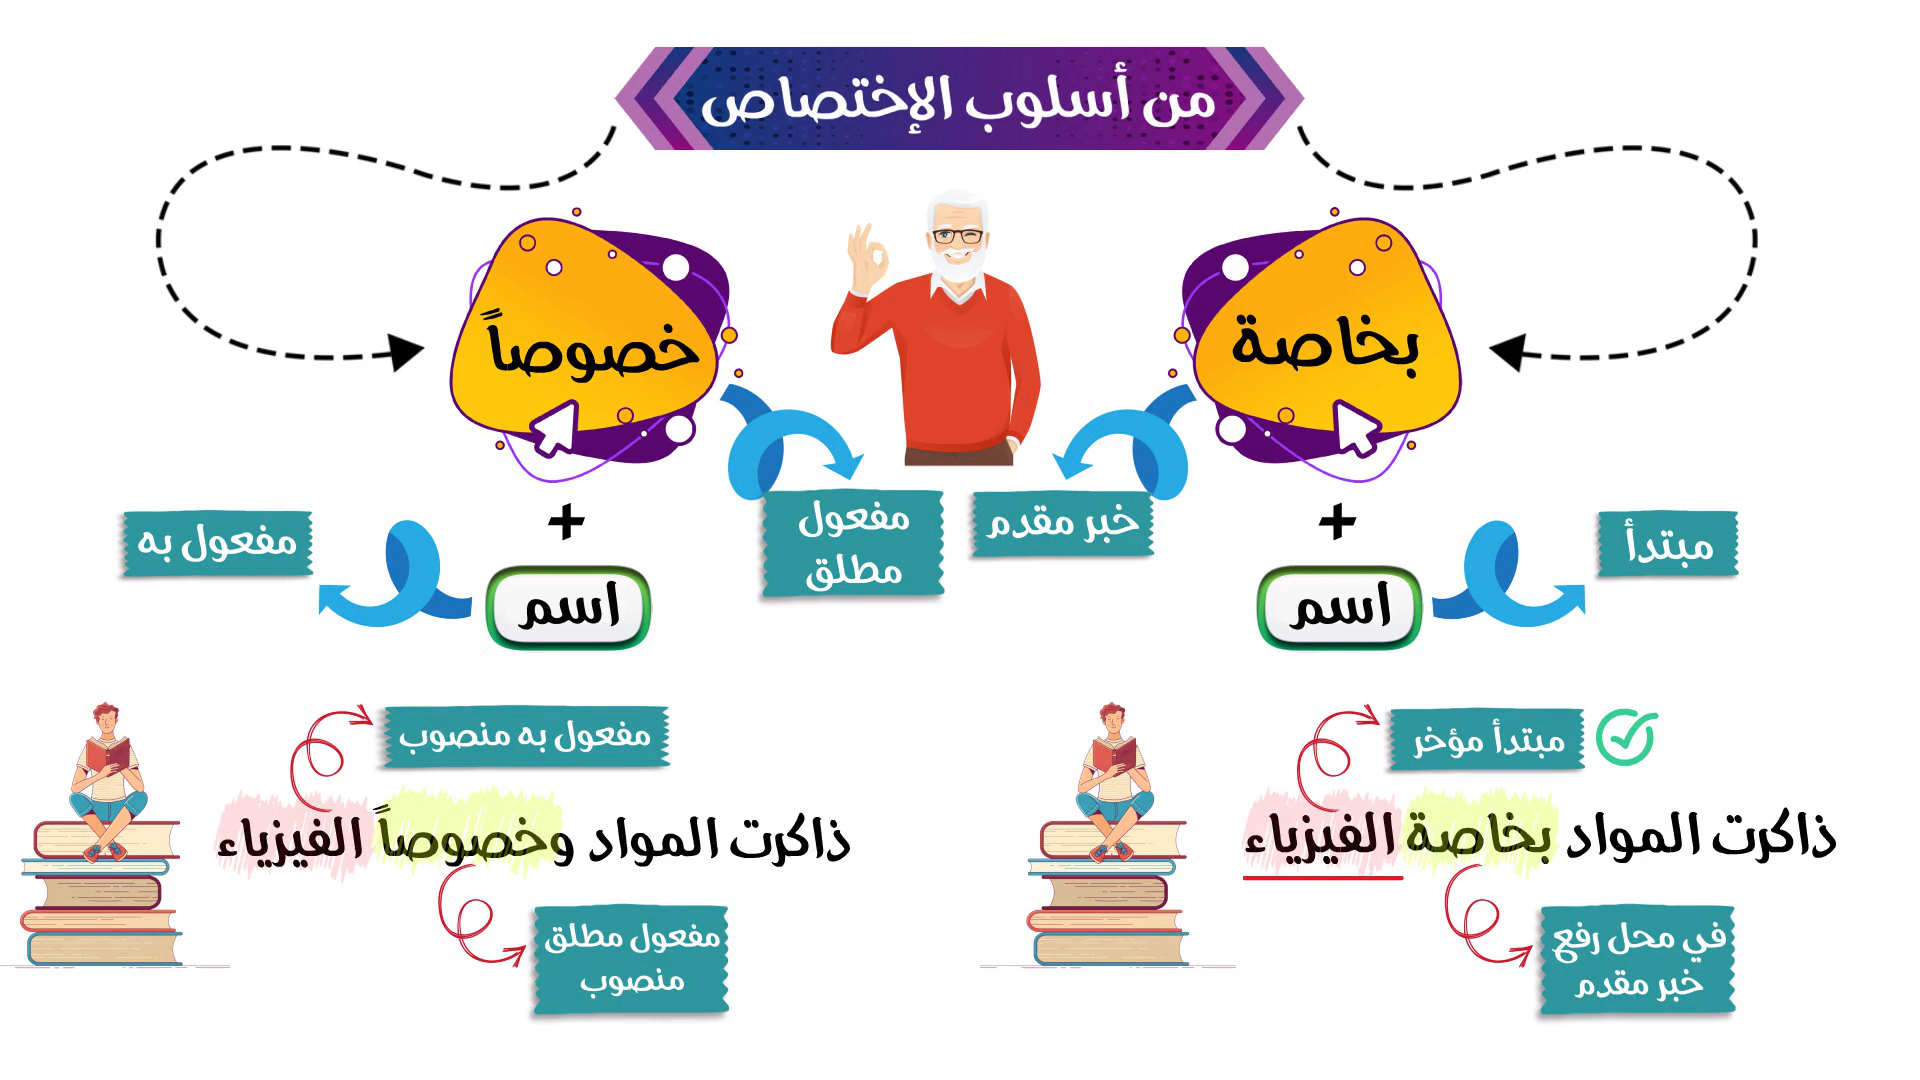 من أسلوب الإختصاص
بخاصة
خصوصاً
خبر مقدم
مفعول
مطلق
+
+
مبتدأ
مفعول به
اسم
اسم
مبتدأ مؤخر
ذاكرت المواد بخاصة الفيزياء
في محل رفع
خبر مقدم
مفعول به منصوب
ذاكرت المواد وخصوصاً الفيزياء
مفعول مطلق
منصوب